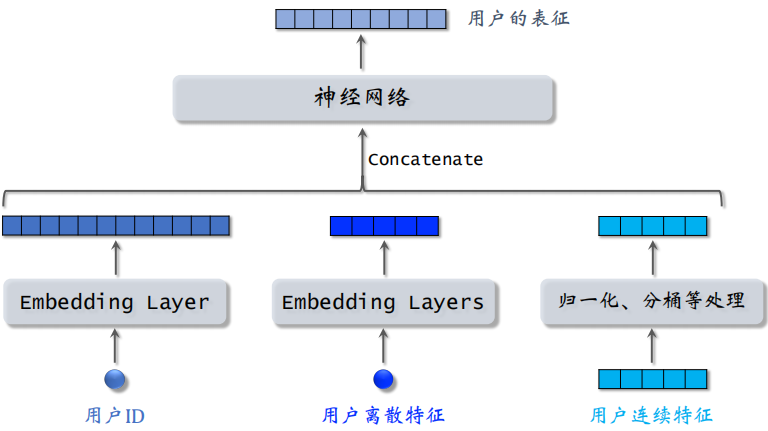 用户的表征
神经网络
Concatenate
Embedding Layer
Embedding Layers
归一化、分桶等处理
用户ID
用户离散特征
用户连续特征